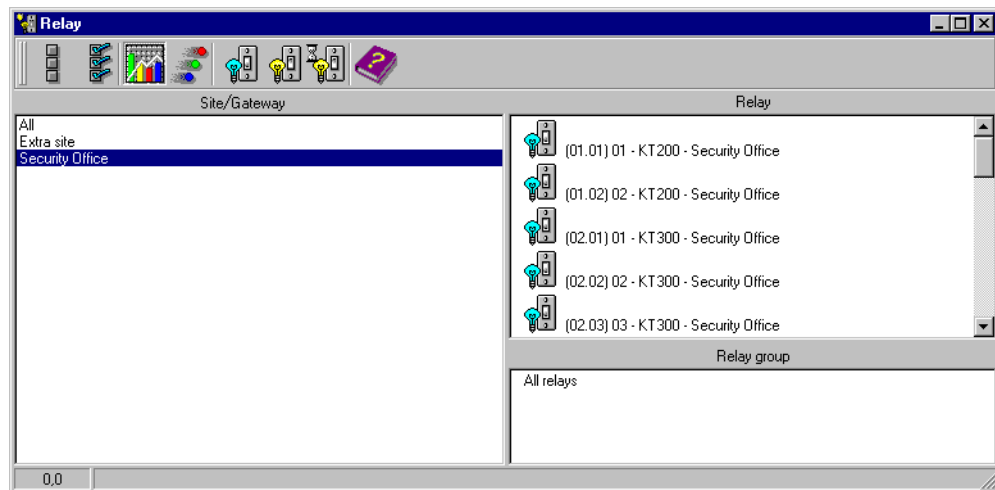 Relay
Site/Gateway
All
Extra site
Security Office
Relay
(01.01) 01 - KT200 - Security Office
(01.02) 02 - KT200 - Security Office
(02.01) 01 - KT300 - Security Office
(02.02) 02 - KT300 - Security Office
(02.03) 03 - KT300 - Security Office
Relay group
All relays
0,0